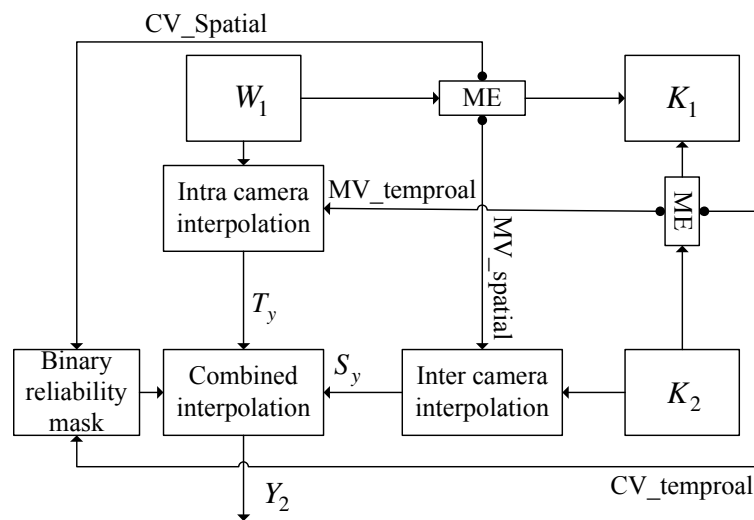 CV_Spatial
W1
ME
K1
Intra camera
interpolation
MV_temproal
ME
MV_spatial
Ty
Binary
reliability
mask
Combined
interpolation
Sy
Inter camera
interpolation
K2
CV_temproal
Y2